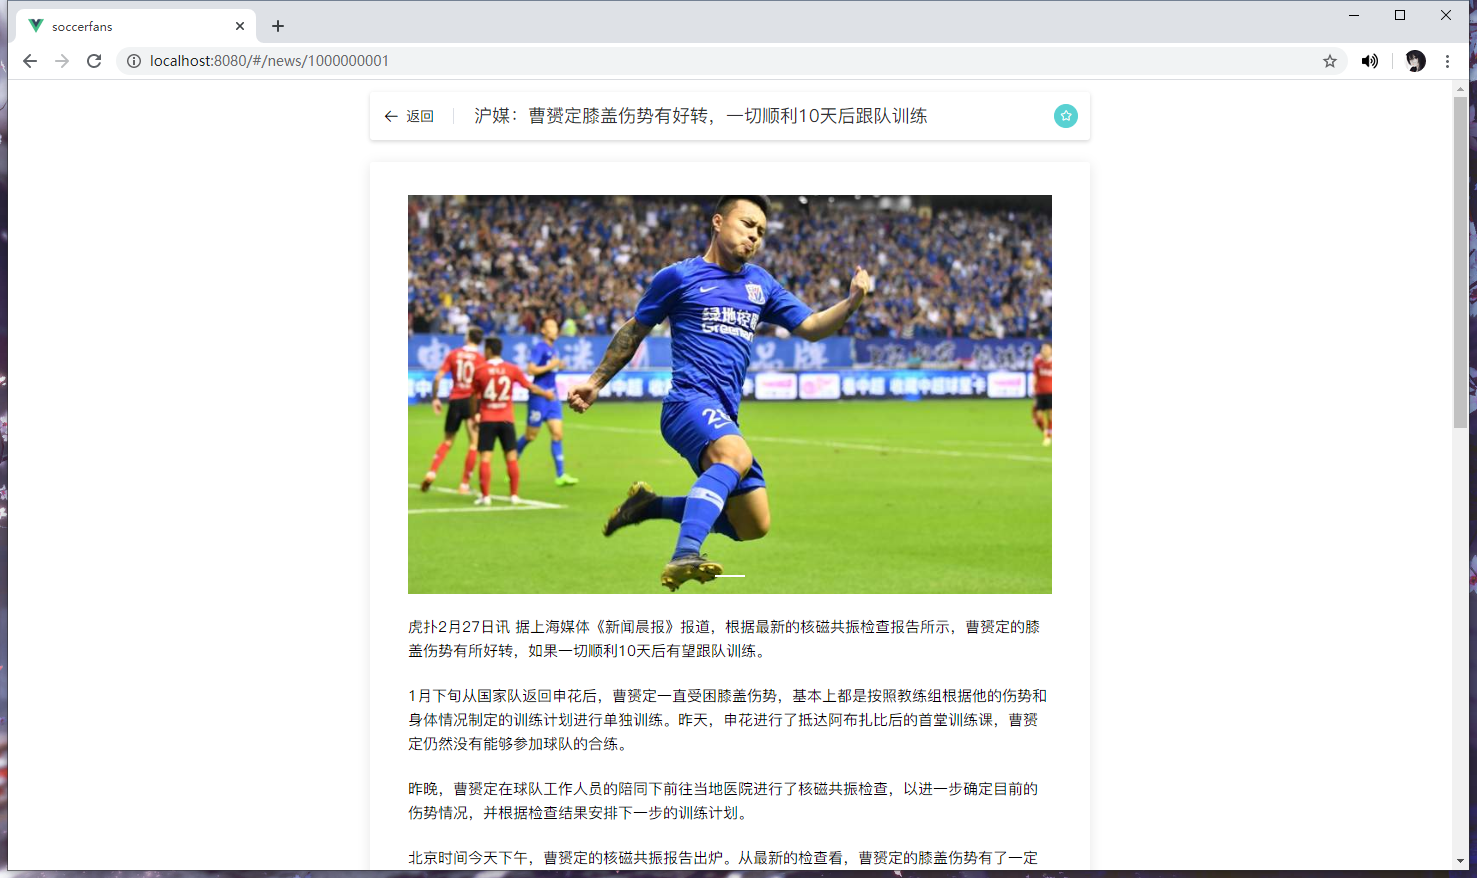 soccerfans
localhost:8080/#/news/1000000001
返回
沪媒：曹赟定膝盖伤势有好转，一切顺利10天后跟队训练
绿地控股
Greenland
28
10
42
虎扑2月27日讯 据上海媒体《新闻晨报》报道，根据最新的核磁共振检查报告所示，曹赟定的膝
盖伤势有所好转，如果一切顺利10天后有望跟队训练。
1月下旬从国家队返回申花后，曹赟定一直受困膝盖伤势，基本上都是按照教练组根据他的伤势和
身体情况制定的训练计划进行单独训练。昨天，申花进行了抵达阿布扎比后的首堂训练课，曹赟
定仍然没有能够参加球队的合练。
昨晚，曹赟定在球队工作人员的陪同下前往当地医院进行了核磁共振检查，以进一步确定目前的
伤势情况，并根据检查结果安排下一步的训练计划。
北京时间今天下午，曹赟定的核磁共振报告出炉。从最新的检查看，曹赟定的膝盖伤势有了一定